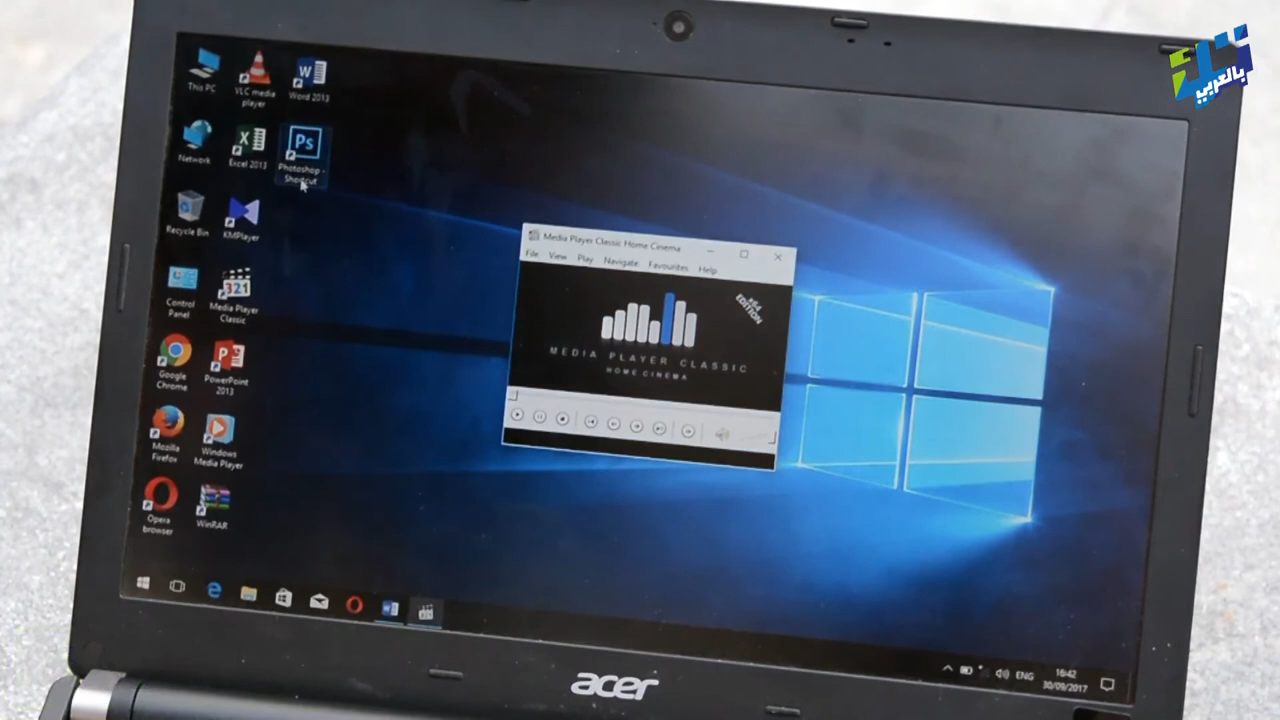 تك
بالعربي
This PC
VLC media
player
Word 2013
Network
Excel 2013
Ps
Photoshop -
Shortcut
Recycle Bin
KMPlayer
Control
Panel
321
Media Player
Classic
Google
Chrome
PowerPoint
2013
Mozilla
Firefox
Windows
Media Player
Opera
browser
WinRAR
Media Player Classic Home Cinema
File View Play Navigate Favourites Help
x64
EDITION
MEDIA PLAYER CLASSIC
HOME CINEMA
ENG
16:42
30/09/2017
acer